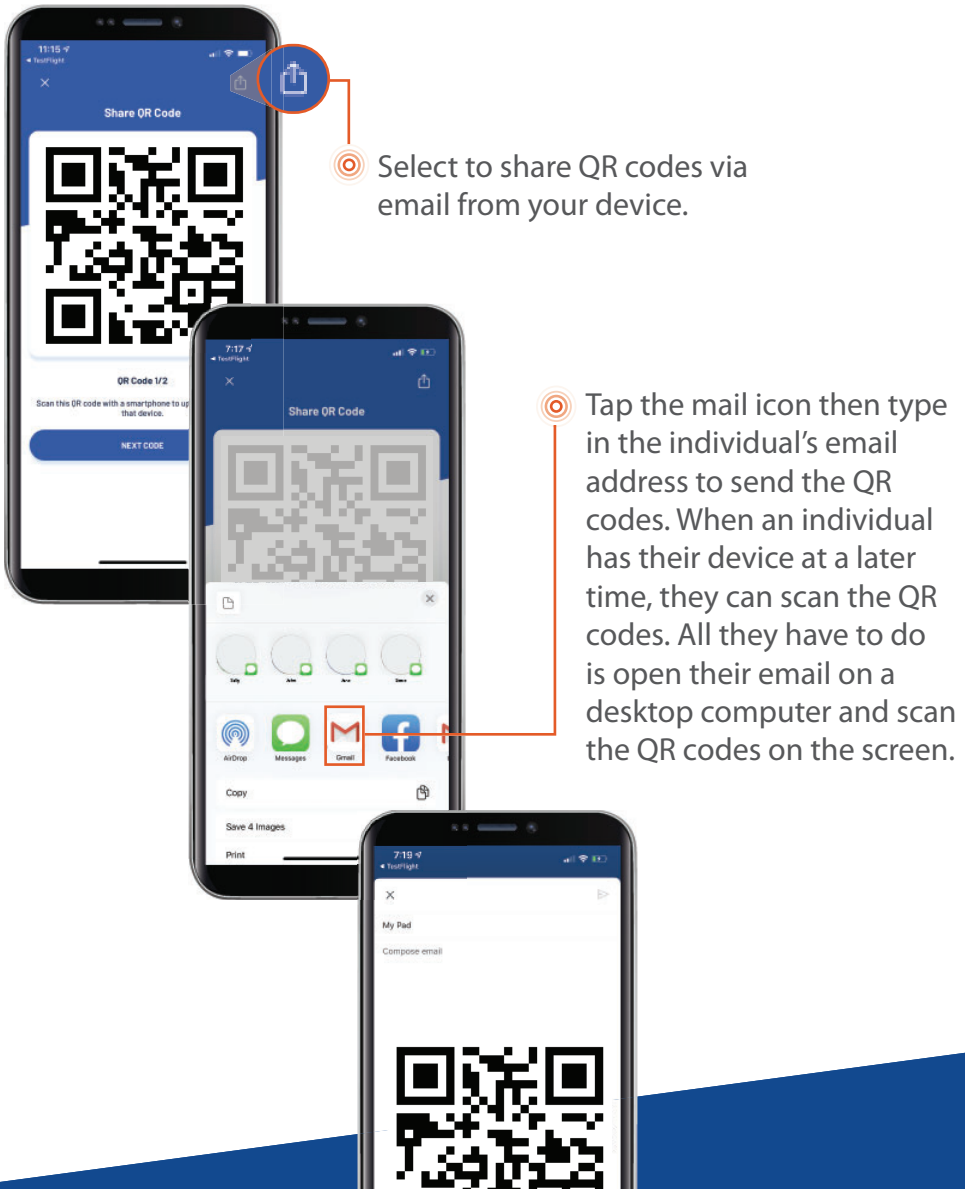 11:15
TestFlight
Share QR Code
Select to share QR codes via
email from your device.
QR Code 1/2
Scan this QR code with a smartphone to up
that device.
NEXT CODE
7:17
TestFlight
Share QR Code
Tap the mail icon then type
in the individual's email
address to send the QR
codes. When an individual
has their device at a later
time, they can scan the QR
codes. All they have to do
is open their email on a
desktop computer and scan
the QR codes on the screen.
AirDrop
Messages
Gmail
Facebook
Copy
Save 4 Images
Print
7:19
TestFlight
My Pad
Compose email